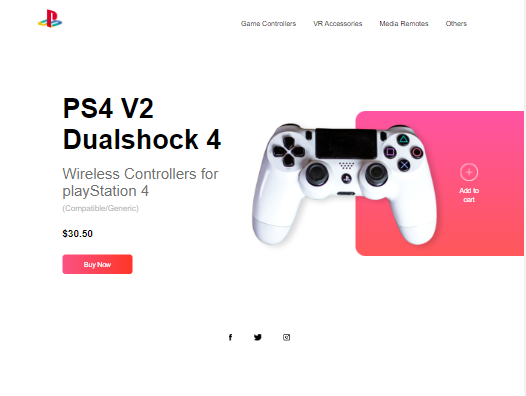 Game Controllers VR Accessories Media Remotes Others
PS4 V2
Dualshock 4
Wireless Controllers for
playStation 4
(Compatible/Generic)
$30.50
Buy Now
Add to
cart